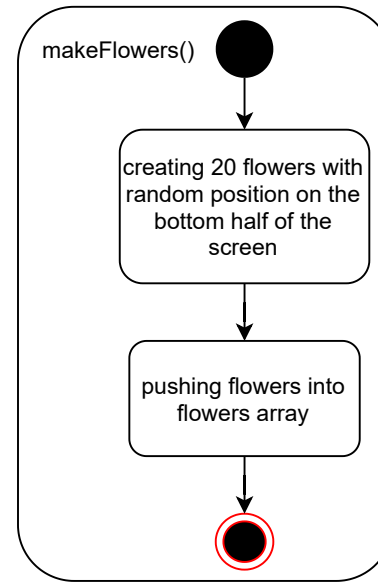 makeFlowers()
creating 20 flowers with
random position on the
bottom half of the
screen
pushing flowers into
flowers array